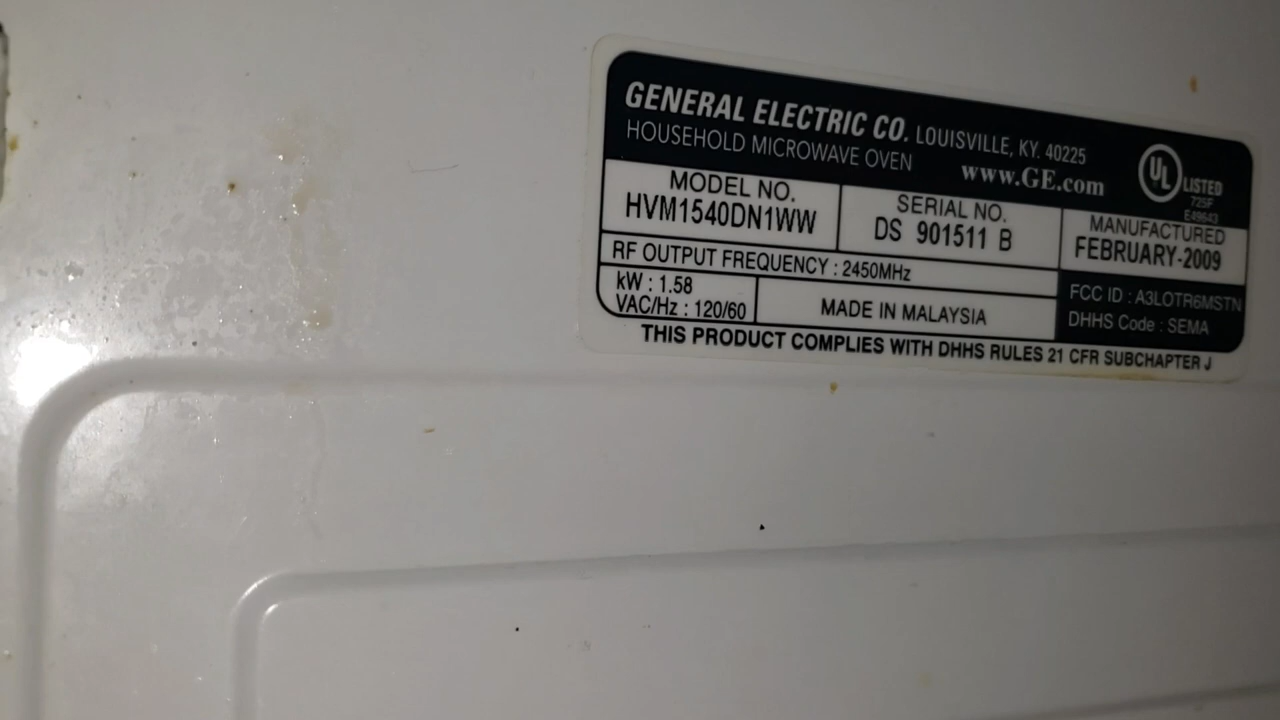 GENERAL ELECTRIC CO. LOUISVILLE, KY. 40225
HOUSEHOLD MICROWAVE OVEN www.GE.com
UL LISTED
725F
E49643
MODEL NO.
HVM1540DN1WW
SERIAL NO.
DS 901511 B
MANUFACTURED
FEBRUARY-2009
RF OUTPUT FREQUENCY : 2450MHz
kW : 1.58
VAC/Hz : 120/60
MADE IN MALAYSIA
FCC ID : A3LOTR6MSTN
DHHS Code : SEMA
THIS PRODUCT COMPLIES WITH DHHS RULES 21 CFR SUBCHAPTER J